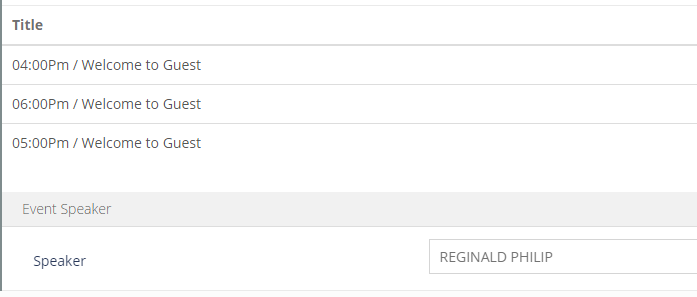 Title
04:00Pm / Welcome to Guest
06:00Pm / Welcome to Guest
05:00Pm / Welcome to Guest
Event Speaker
Speaker
REGINALD PHILIP